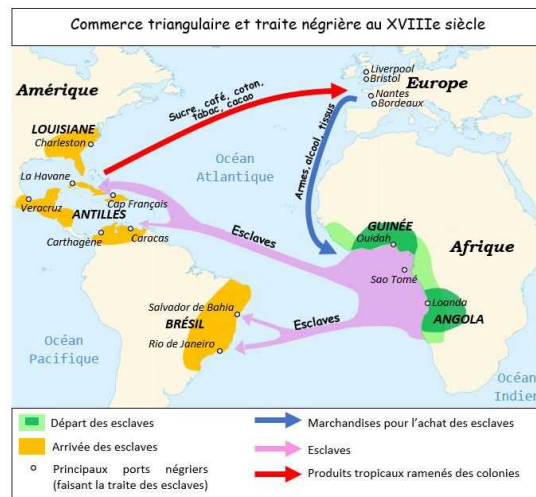 Commerce triangulaire et traite négrière au XVIIIe siècle
Amérique
Europe
Liverpool
Bristol
Nantes
Bordeaux
Sucre, café, coton,
tabac, cacao
Armes, alcool, tissus
LOUISIANE
Charleston
Océan
Atlantique
La Havane
Veracruz
ANTILLES
Cap Français
Carthagène
Caracas
Esclaves
GUINÉE
Ouidah
Afrique
Sao Tomé
Loanda
ANGOLA
Salvador de Bahia
BRÉSIL
Rio de Janeiro
Esclaves
Océan
Pacifique
Océan
Indien
Départ des esclaves
Arrivée des esclaves
Principaux ports négriers
(faisant la traite des esclaves)
Marchandises pour l'achat des esclaves
Esclaves
Produits tropicaux ramenés des colonies